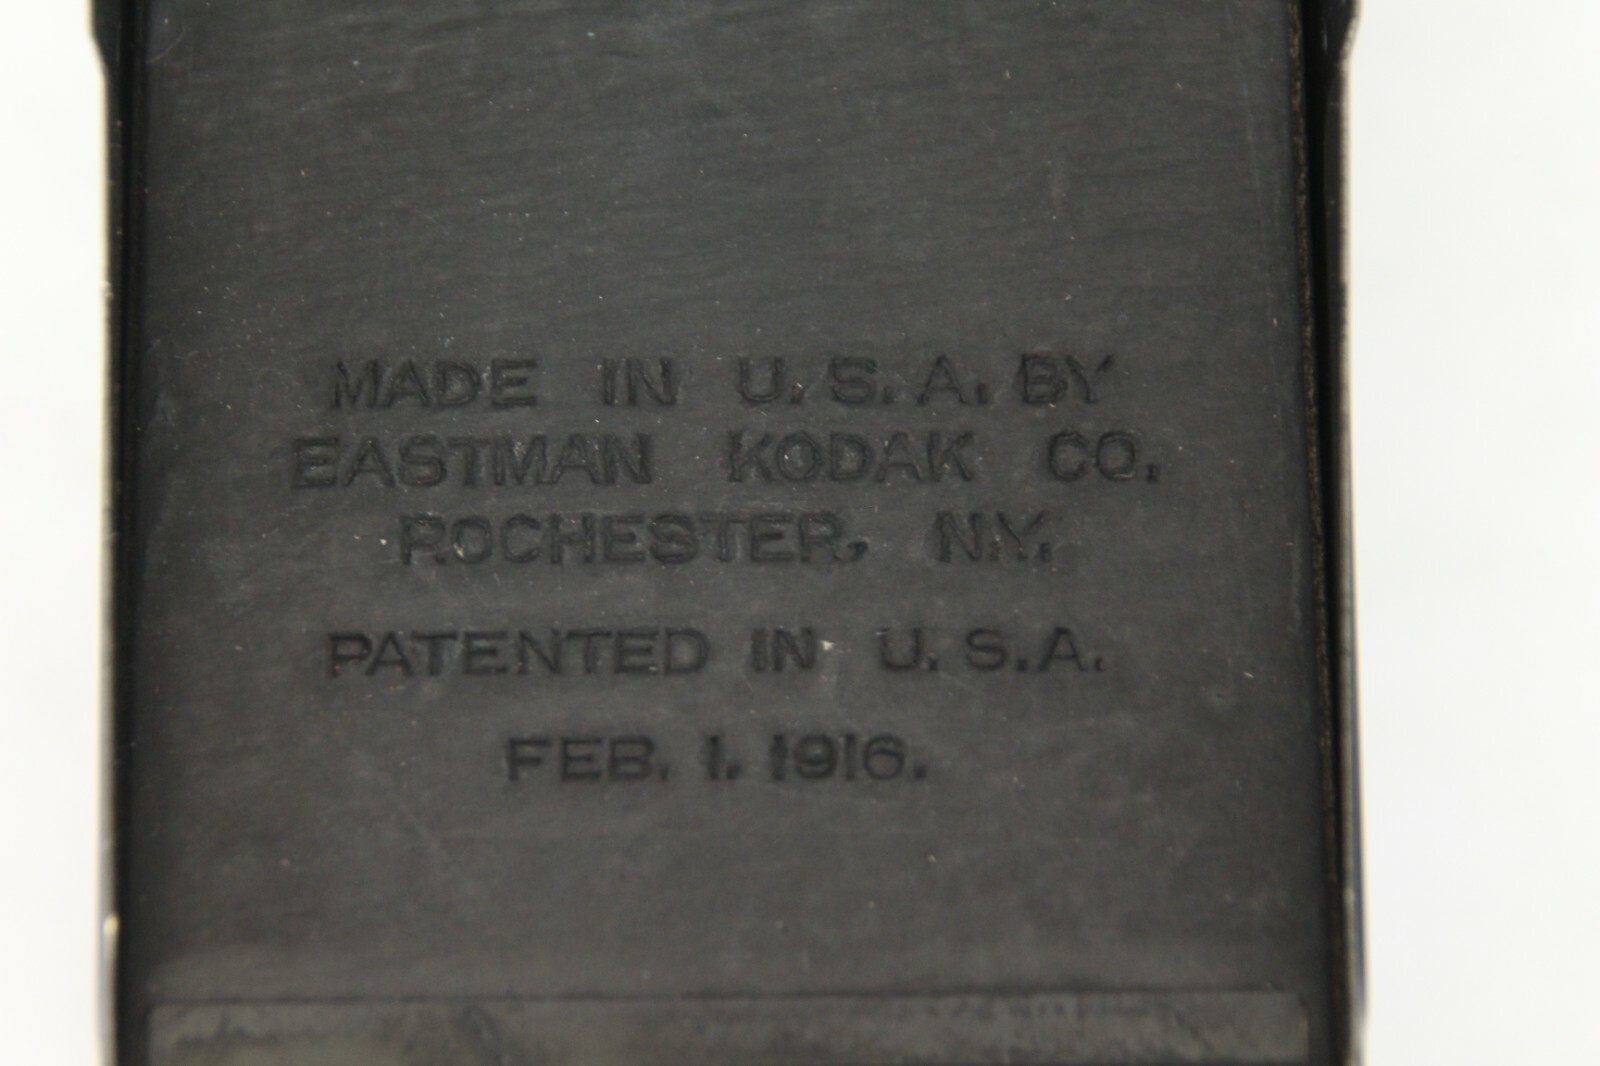 MADE IN U.S.A. BY
EASTMAN KODAK CO.
ROCHESTER, N.Y.
PATENTED IN U.S.A.
FEB. 1. 1916.